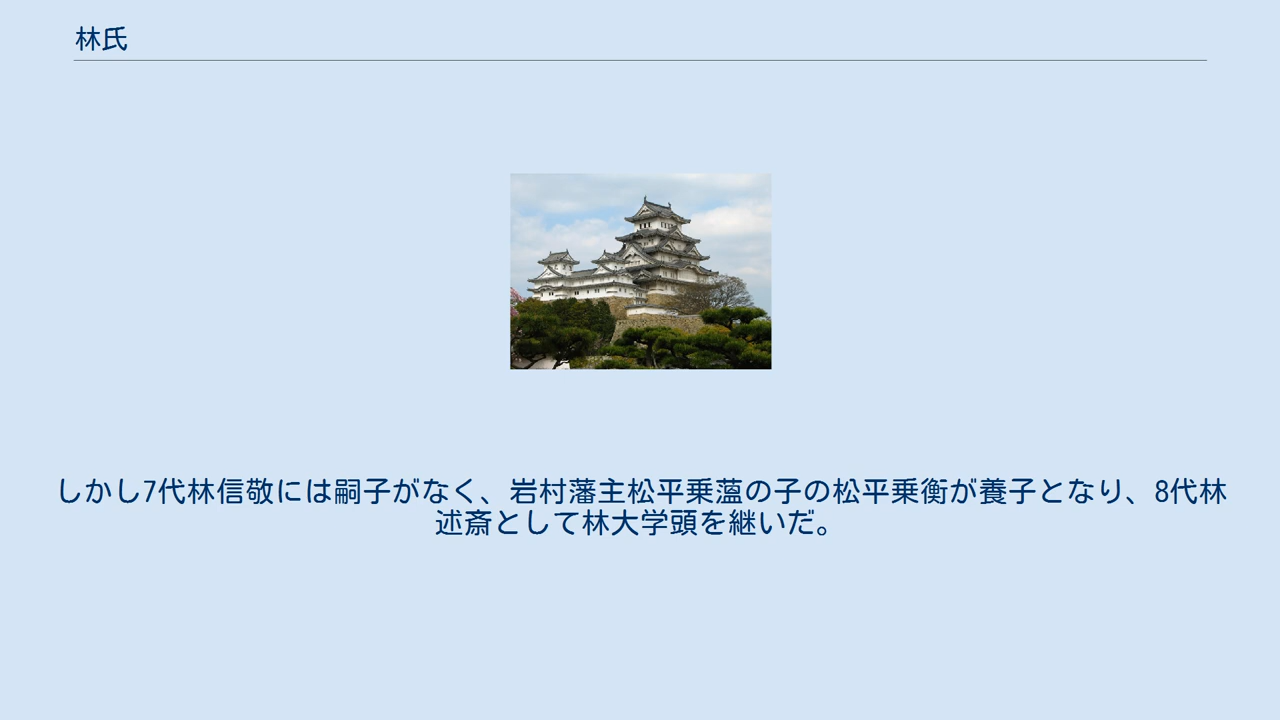 林氏
しかし7代林信敬には嗣子がなく、岩村藩主松平乗薀の子の松平乗衡が養子となり、8代林
述斎として林大学頭を継いだ。